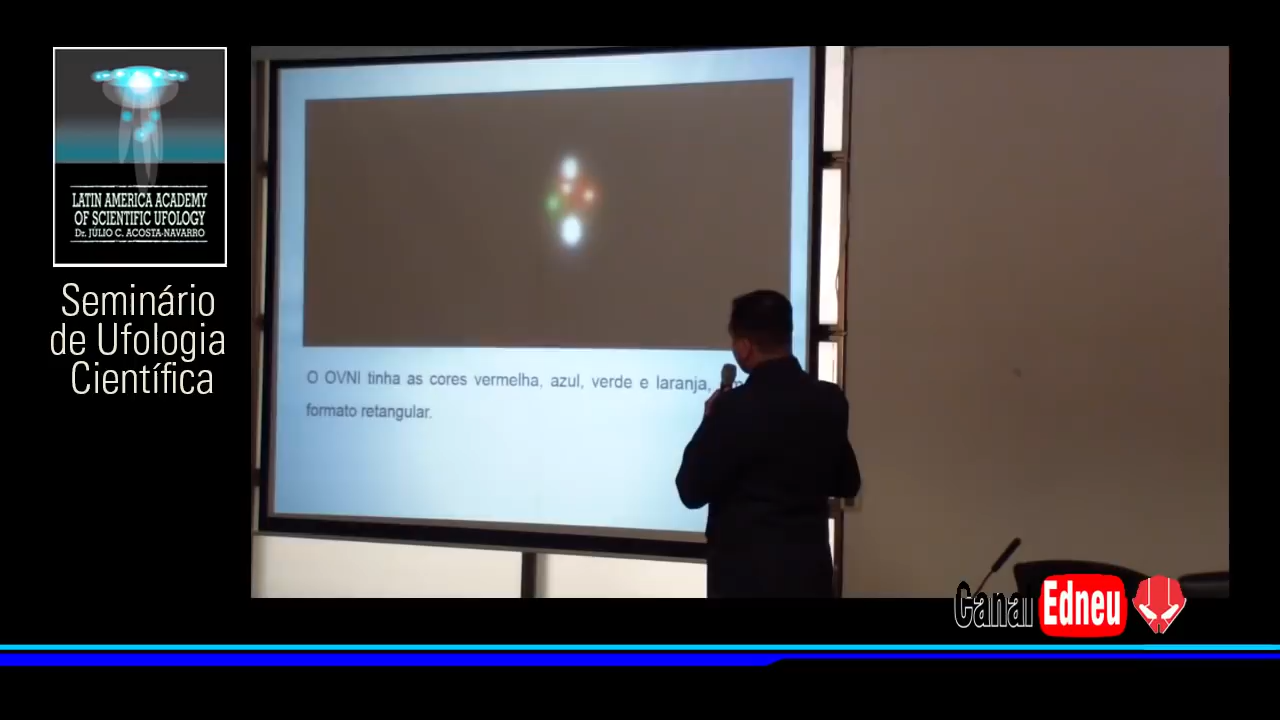 LATIN AMERICA ACADEMY
OF SCIENTIFIC UFOLOGY
Dr. JÚLIO C. ACOSTA-NAVARRO
Seminário
de Ufologia
Científica
O OVNI tinha as cores vermelha, azul, verde e laranja,
formato retangular.
Canal Edneu